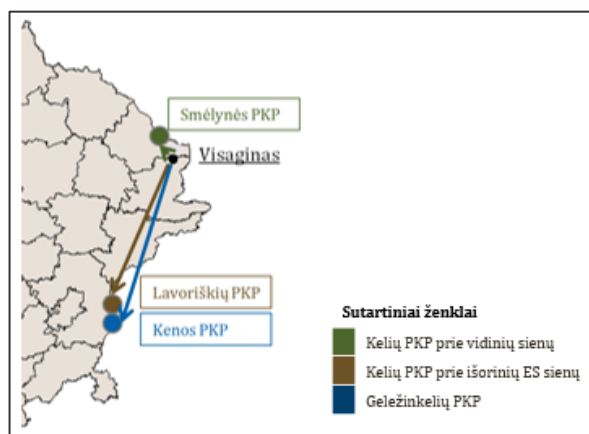 Smėlynės PKP
Visaginas
Lavoriškių PKP
Kenos PKP
Sutartiniai ženklai
Kelių PKP prie vidinių sienų
Kelių PKP prie išorinių ES sienų
Geležinkelių PKP